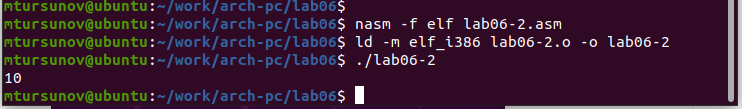 mtursunov@ubuntu:~/work/arch-pc/lab06$
mtursunov@ubuntu:~/work/arch-pc/lab06$ nasm -f elf lab06-2.asm
mtursunov@ubuntu:~/work/arch-pc/lab06$ ld -m elf_i386 lab06-2.o -o lab06-2
mtursunov@ubuntu:~/work/arch-pc/lab06$ ./lab06-2
10
mtursunov@ubuntu:~/work/arch-pc/lab06$